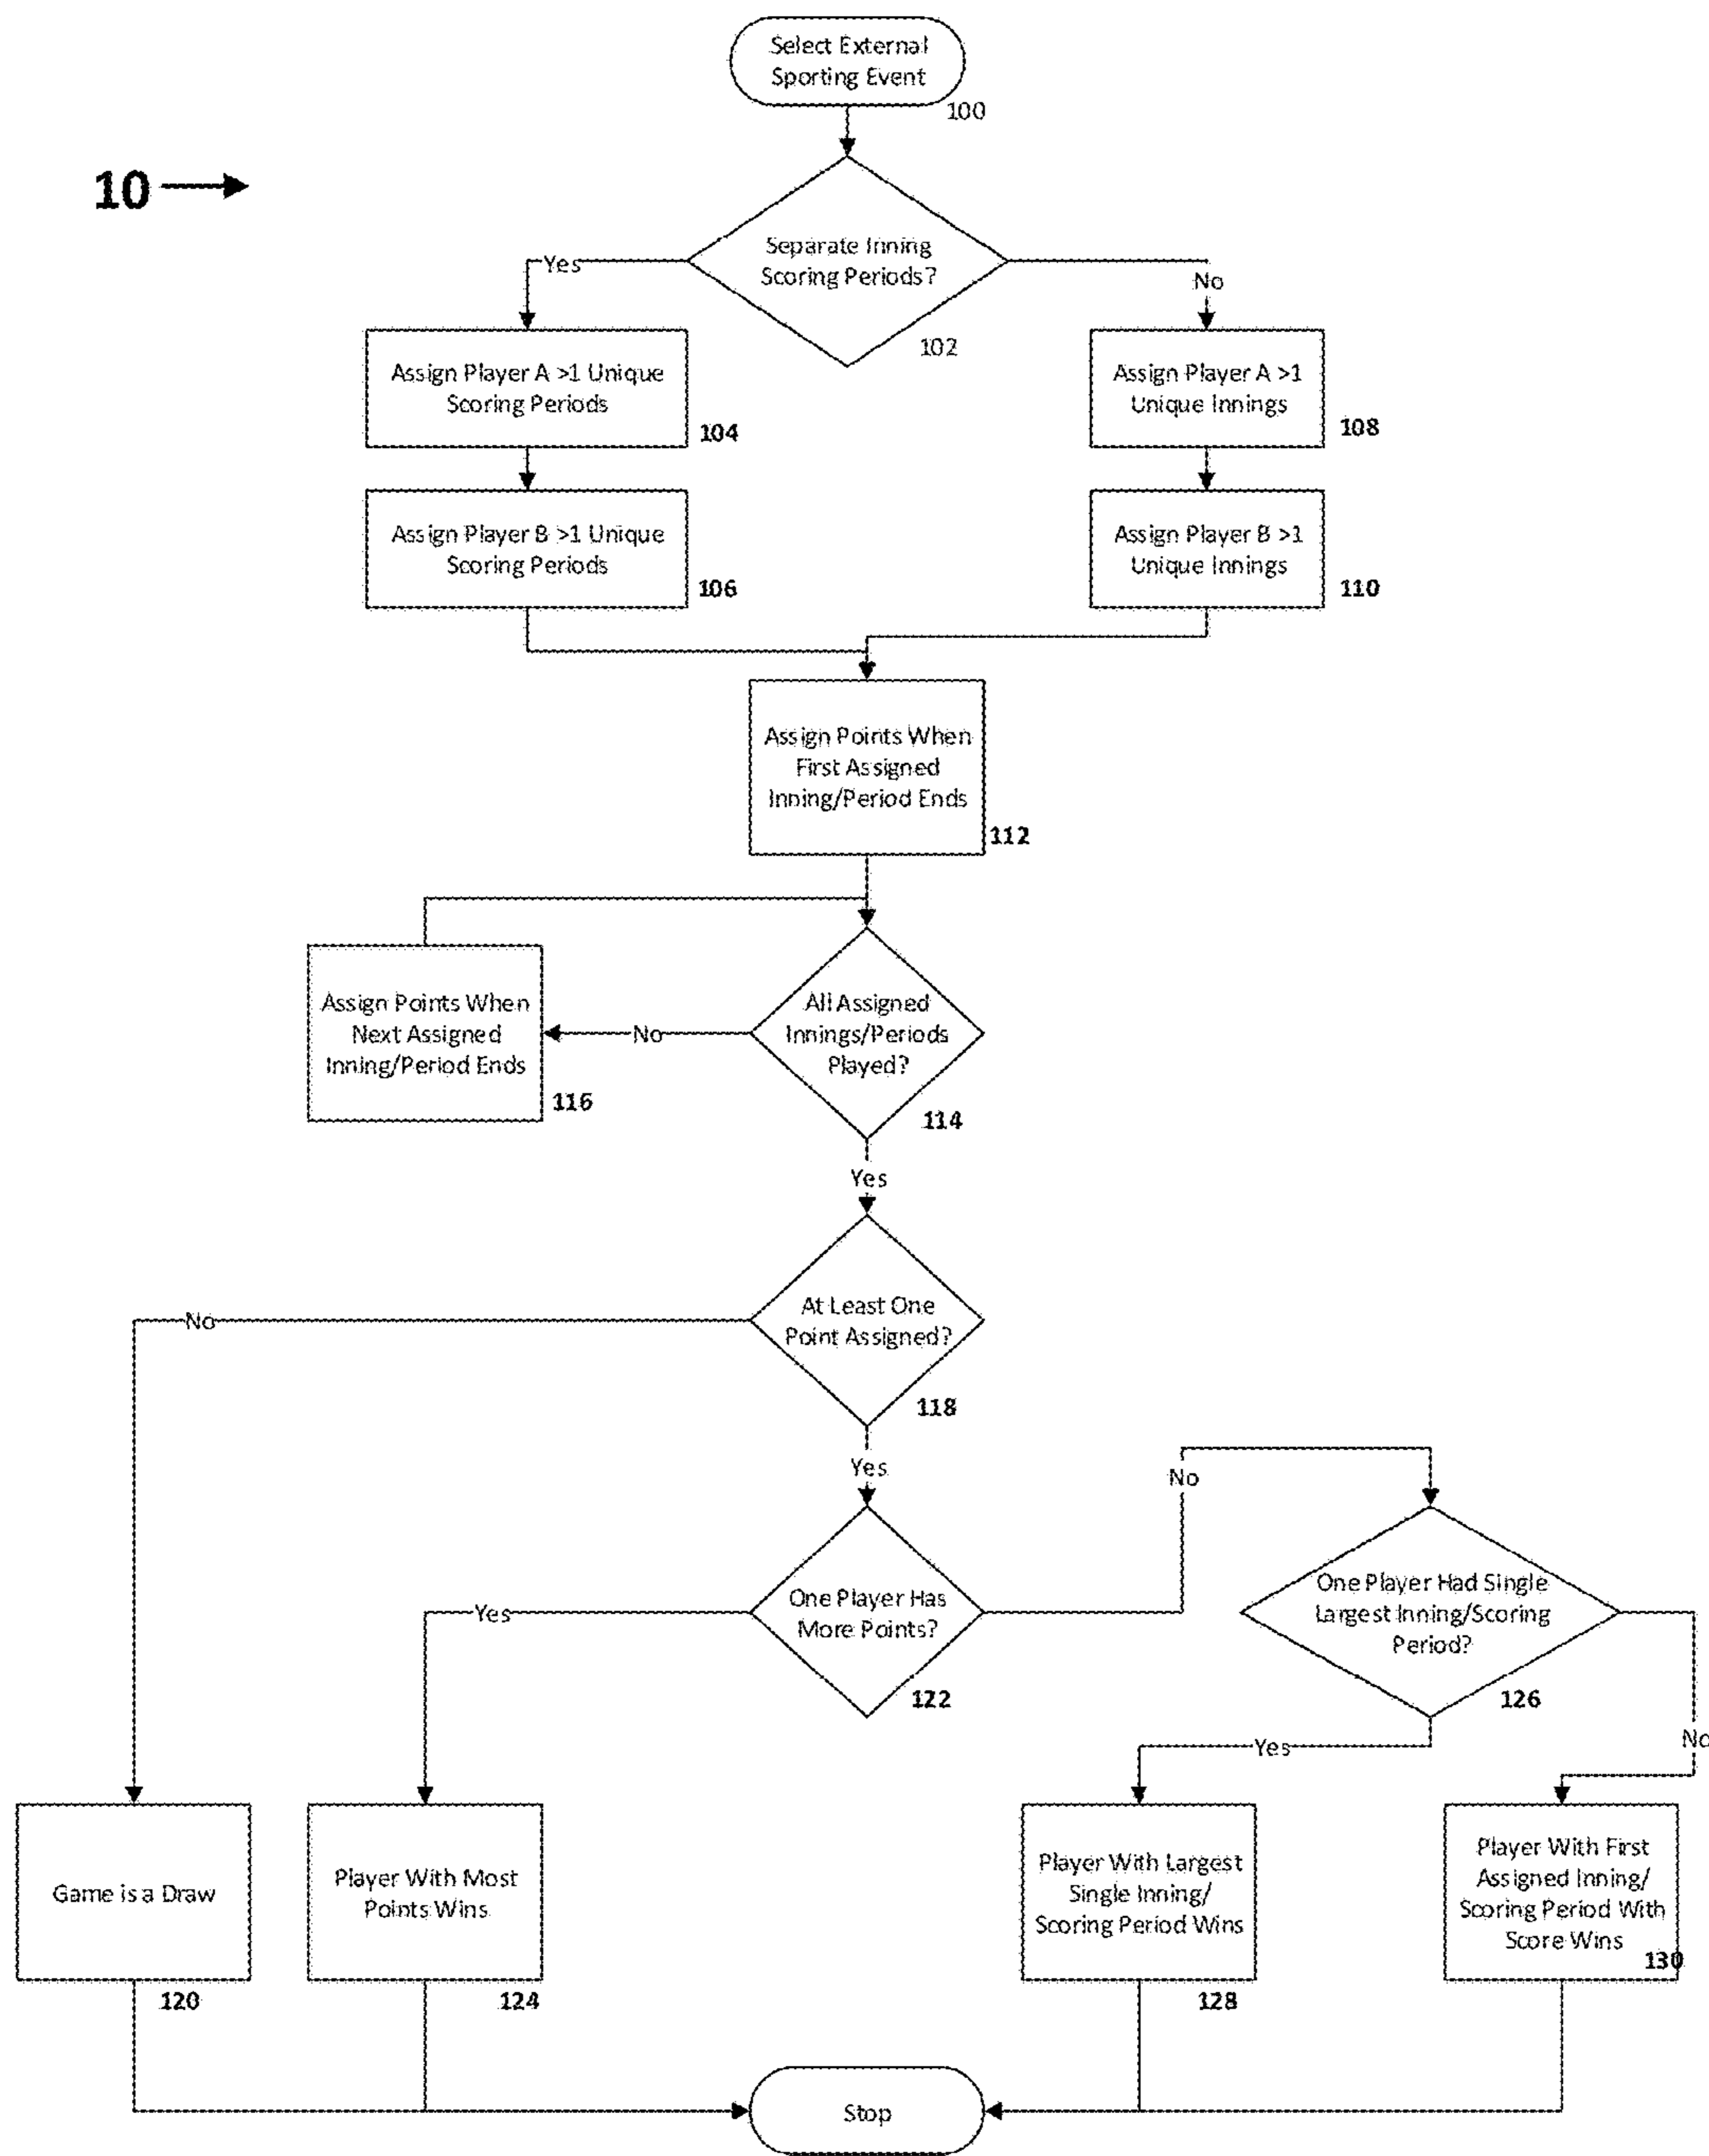 Select External
Sporting Event
100
10
Separate Inning
Scoring Periods?
102
Yes
No
Assign Player A >1 Unique
Scoring Periods
104
Assign Player A >1
Unique Innings
108
Assign Player B >1 Unique
Scoring Periods
106
Assign Player B >1
Unique Innings
110
Assign Points When
First Assigned
Inning/Period Ends
112
All Assigned
Innings/Periods
Played?
114
No
Assign Points When
Next Assigned
Inning/Period Ends
116
Yes
At Least One
Point Assigned?
118
No
Yes
One Player Has
More Points?
122
Yes
No
One Player Had Single
Largest Inning/Scoring
Period?
126
Yes
No
Game is a Draw
120
Player With Most
Points Wins
124
Player With Largest
Single Inning/
Scoring Period Wins
128
Player With First
Assigned Inning/
Scoring Period With
Score Wins
130
Stop